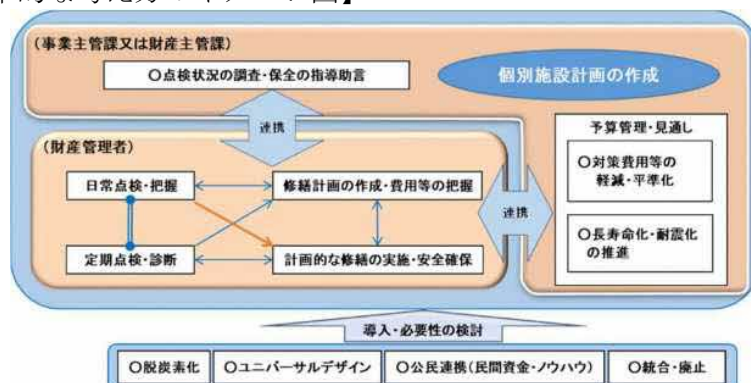 (事業主管課又は財産主管課)
○点検状況の調査・保全の指導助言
個別施設計画の作成
連携
(財産管理者)
日常点検・把握
修繕計画の作成・費用等の把握
定期点検・診断
計画的な修繕の実施・安全確保
連携
予算管理・見通し
○対策費用等の
軽減・平準化
○長寿命化・耐震化
の推進
導入・必要性の検討
○脱炭素化
○ユニバーサルデザイン
○公民連携(民間資金・ノウハウ)
○統合・廃止